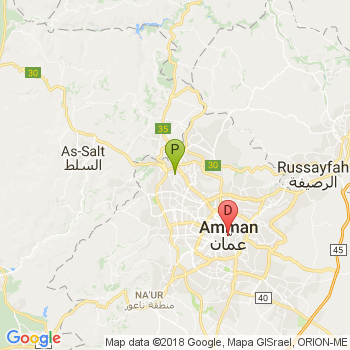 30
35
P
As-Salt
السلط
30
Russayfah
الرصيفة
D
Amman
عمان
45
NA'UR
منطقة ناعور
40
Google
Map data ©2018 Google, Mapa GISrael, ORION-ME